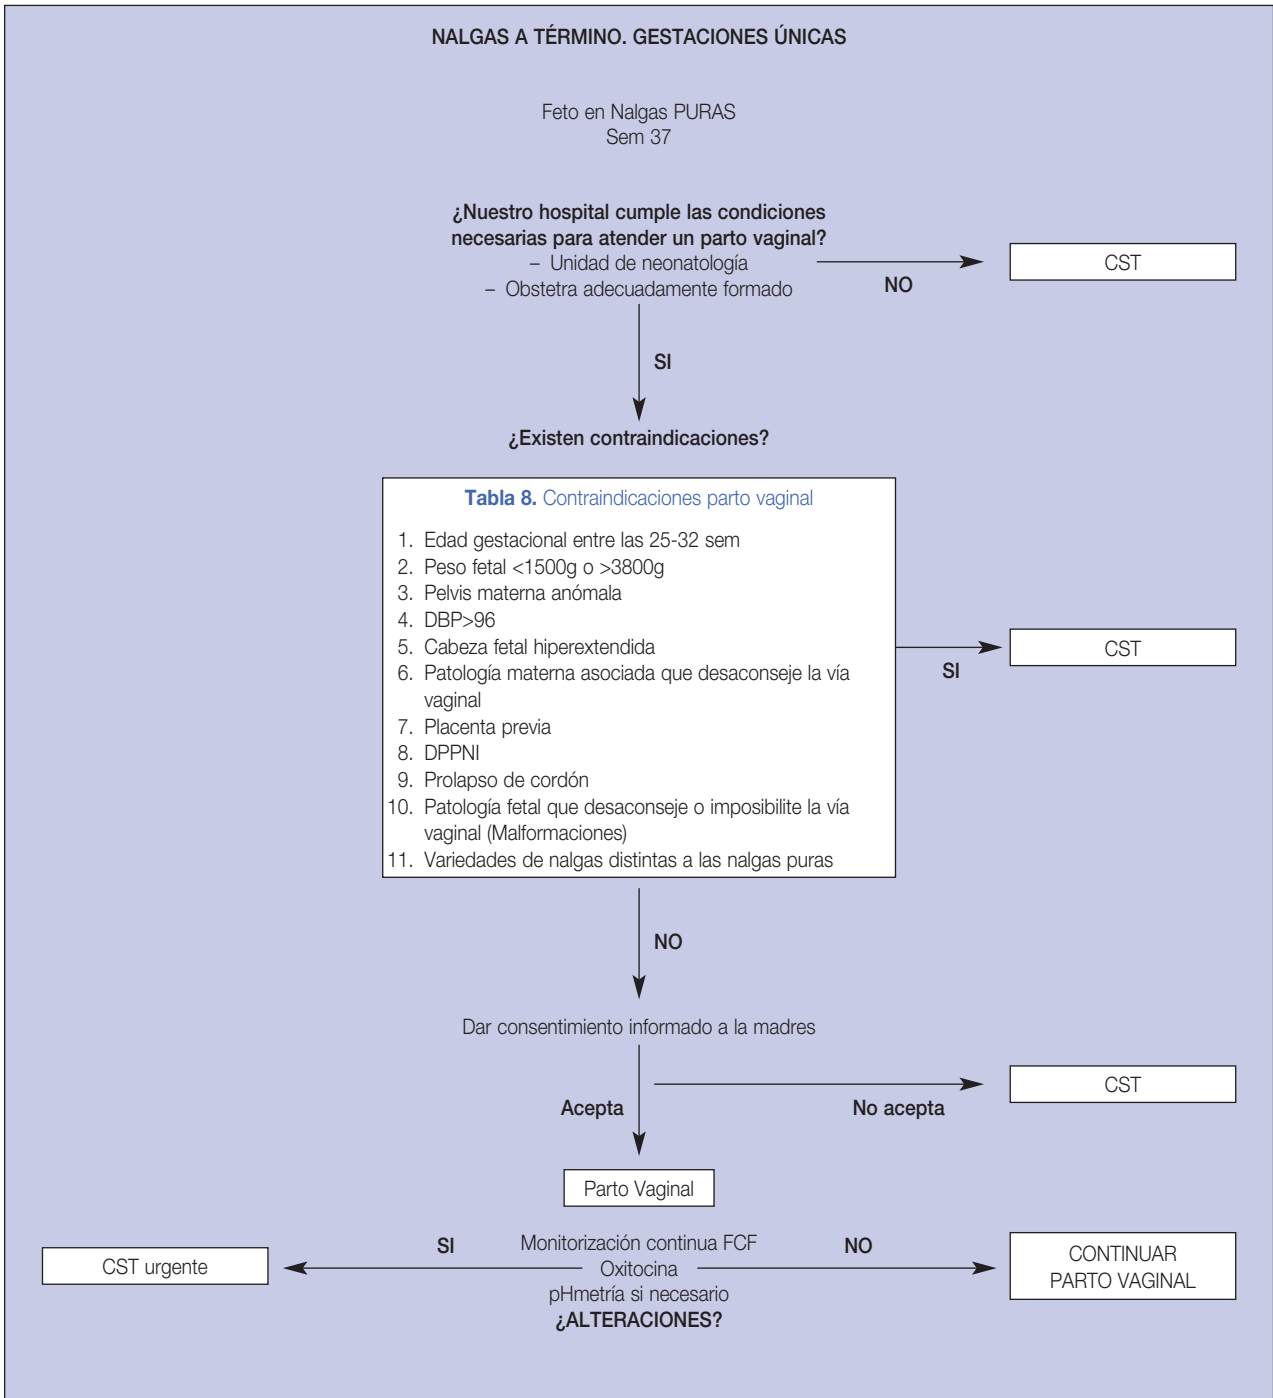 NALGAS A TÉRMINO. GESTACIONES ÚNICAS
Feto en Nalgas PURAS
Sem 37
¿Nuestro hospital cumple las condiciones
necesarias para atender un parto vaginal?
– Unidad de neonatología
– Obstetra adecuadamente formado
NO
CST
SI
¿Existen contraindicaciones?
Tabla 8. Contraindicaciones parto vaginal
1. Edad gestacional entre las 25-32 sem
2. Peso fetal <1500g o >3800g
3. Pelvis materna anómala
4. DBP>96
5. Cabeza fetal hiperextendida
6. Patología materna asociada que desaconseje la vía
vaginal
7. Placenta previa
8. DPPNI
9. Prolapso de cordón
10. Patología fetal que desaconseje o imposibilite la vía
vaginal (Malformaciones)
11. Variedades de nalgas distintas a las nalgas puras
SI
CST
NO
Dar consentimiento informado a la madres
Acepta
No acepta
CST
Parto Vaginal
Monitorización continua FCF
Oxitocina
pHmetría si necesario
¿ALTERACIONES?
SI
CST urgente
NO
CONTINUAR
PARTO VAGINAL